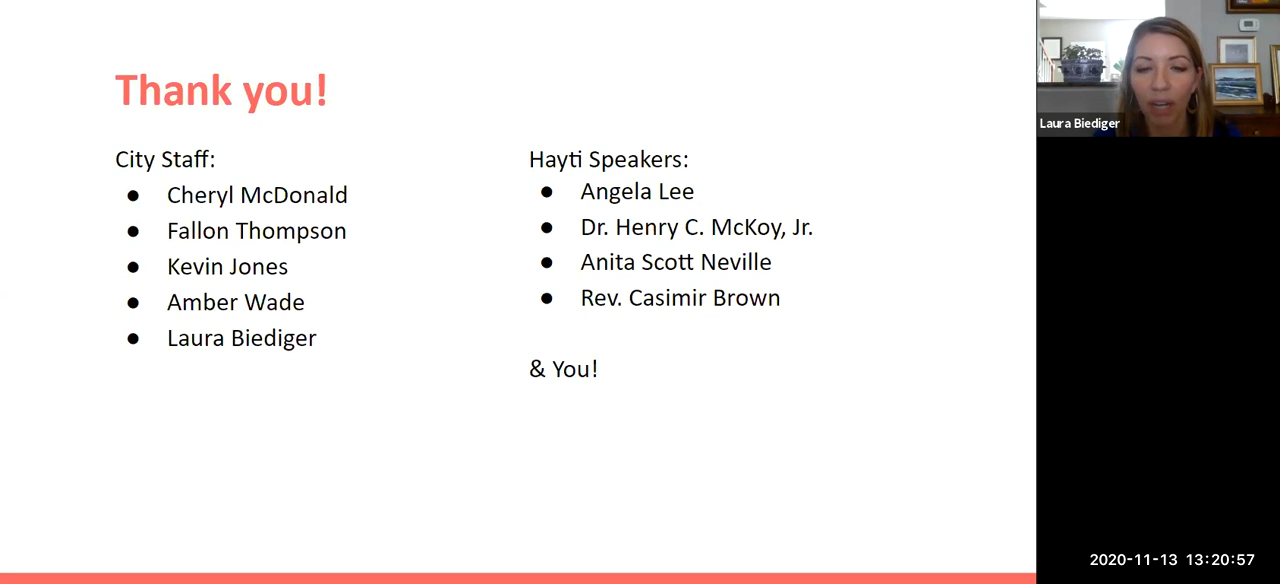 Thank you!
City Staff:
● Cheryl McDonald
● Fallon Thompson
● Kevin Jones
● Amber Wade
● Laura Biediger
Hayti Speakers:
● Angela Lee
● Dr. Henry C. McKoy, Jr.
● Anita Scott Neville
● Rev. Casimir Brown
& You!
Laura Biediger
2020-11-13 13:20:57